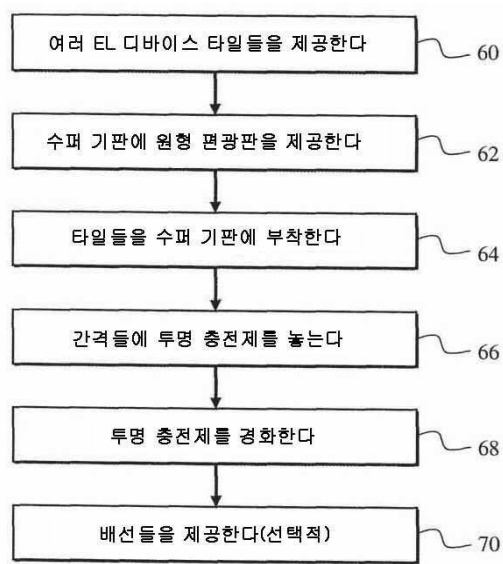 여러 EL 디바이스 타일들을 제공한다
60
수퍼 기판에 원형 편광판을 제공한다
62
타일들을 수퍼 기판에 부착한다
64
간격들에 투명 충전제를 놓는다
66
투명 충전제를 경화한다
68
배선들을 제공한다(선택적)
70